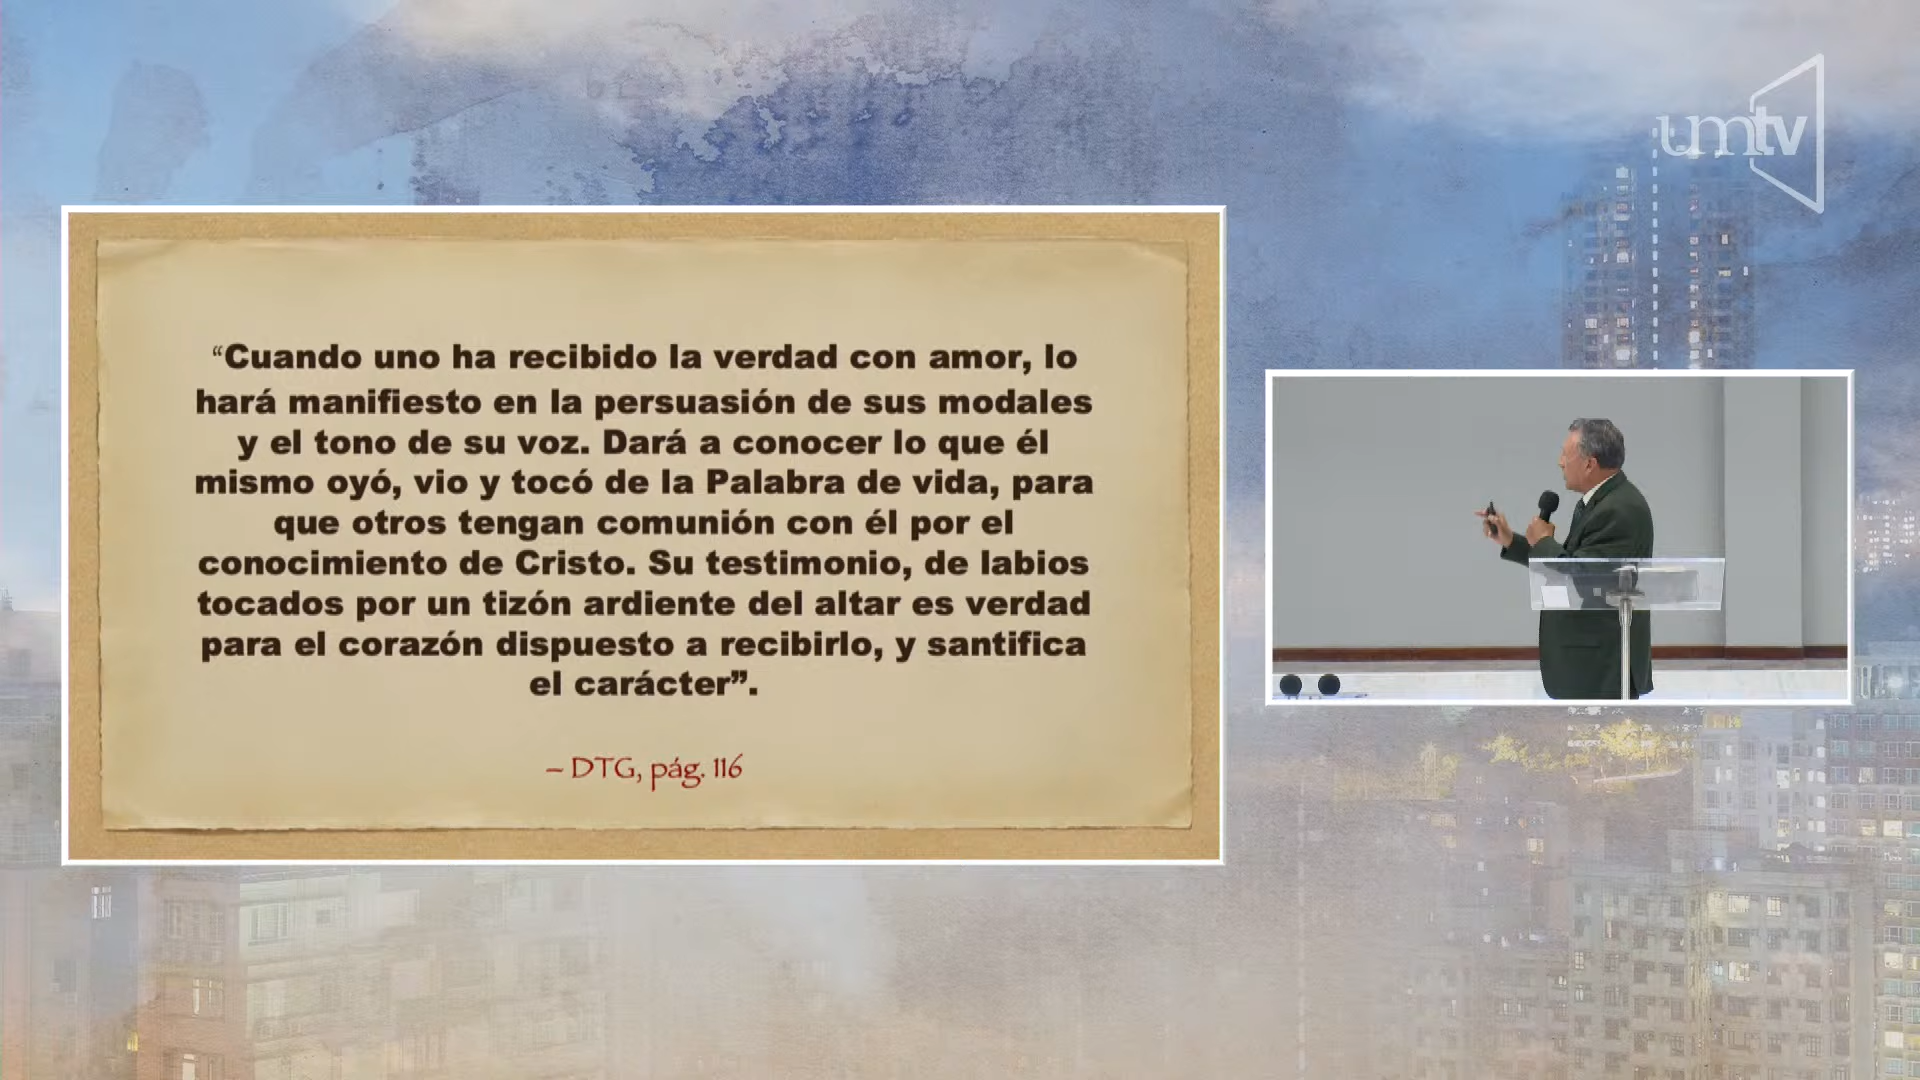 umtv
“Cuando uno ha recibido la verdad con amor, lo
hará manifiesto en la persuasión de sus modales
y el tono de su voz. Dará a conocer lo que él
mismo oyó, vio y tocó de la Palabra de vida, para
que otros tengan comunión con él por el
conocimiento de Cristo. Su testimonio, de labios
tocados por un tizón ardiente del altar es verdad
para el corazón dispuesto a recibirlo, y santifica
el carácter”.
– DTG, pág. 116